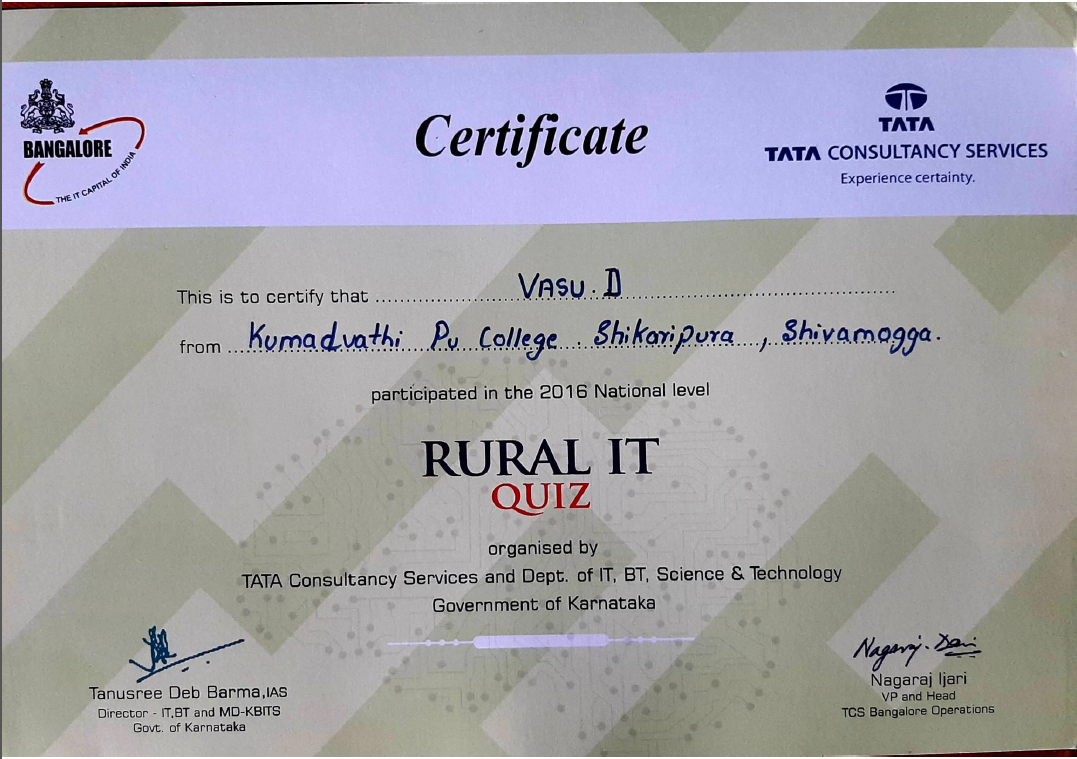 Certificate
BANGALORE
THE IT CAPITAL OF INDIA
TATA
TATA CONSULTANCY SERVICES
Experience certainty.
This is to certify that VASU. D
from Kumadvathi Pu College. Shikaripura, Shivamogga.
participated in the 2016 National level
RURAL IT
QUIZ
organised by
TATA Consultancy Services and Dept. of IT, BT, Science & Technology
Government of Karnataka
Tanusree Deb Barma,IAS
Director - IT,BT and MD-KBITS
Govt. of Karnataka
Nagaraj Ijari
VP and Head
TCS Bangalore Operations